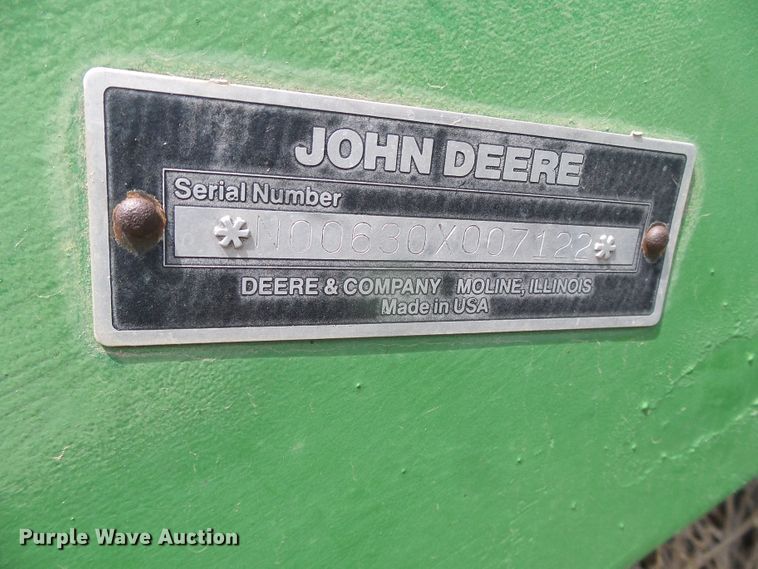 JOHN DEERE
Serial Number
*N00630X007122*
DEERE & COMPANY MOLINE, ILLINOIS
Made in USA
Purple Wave Auction